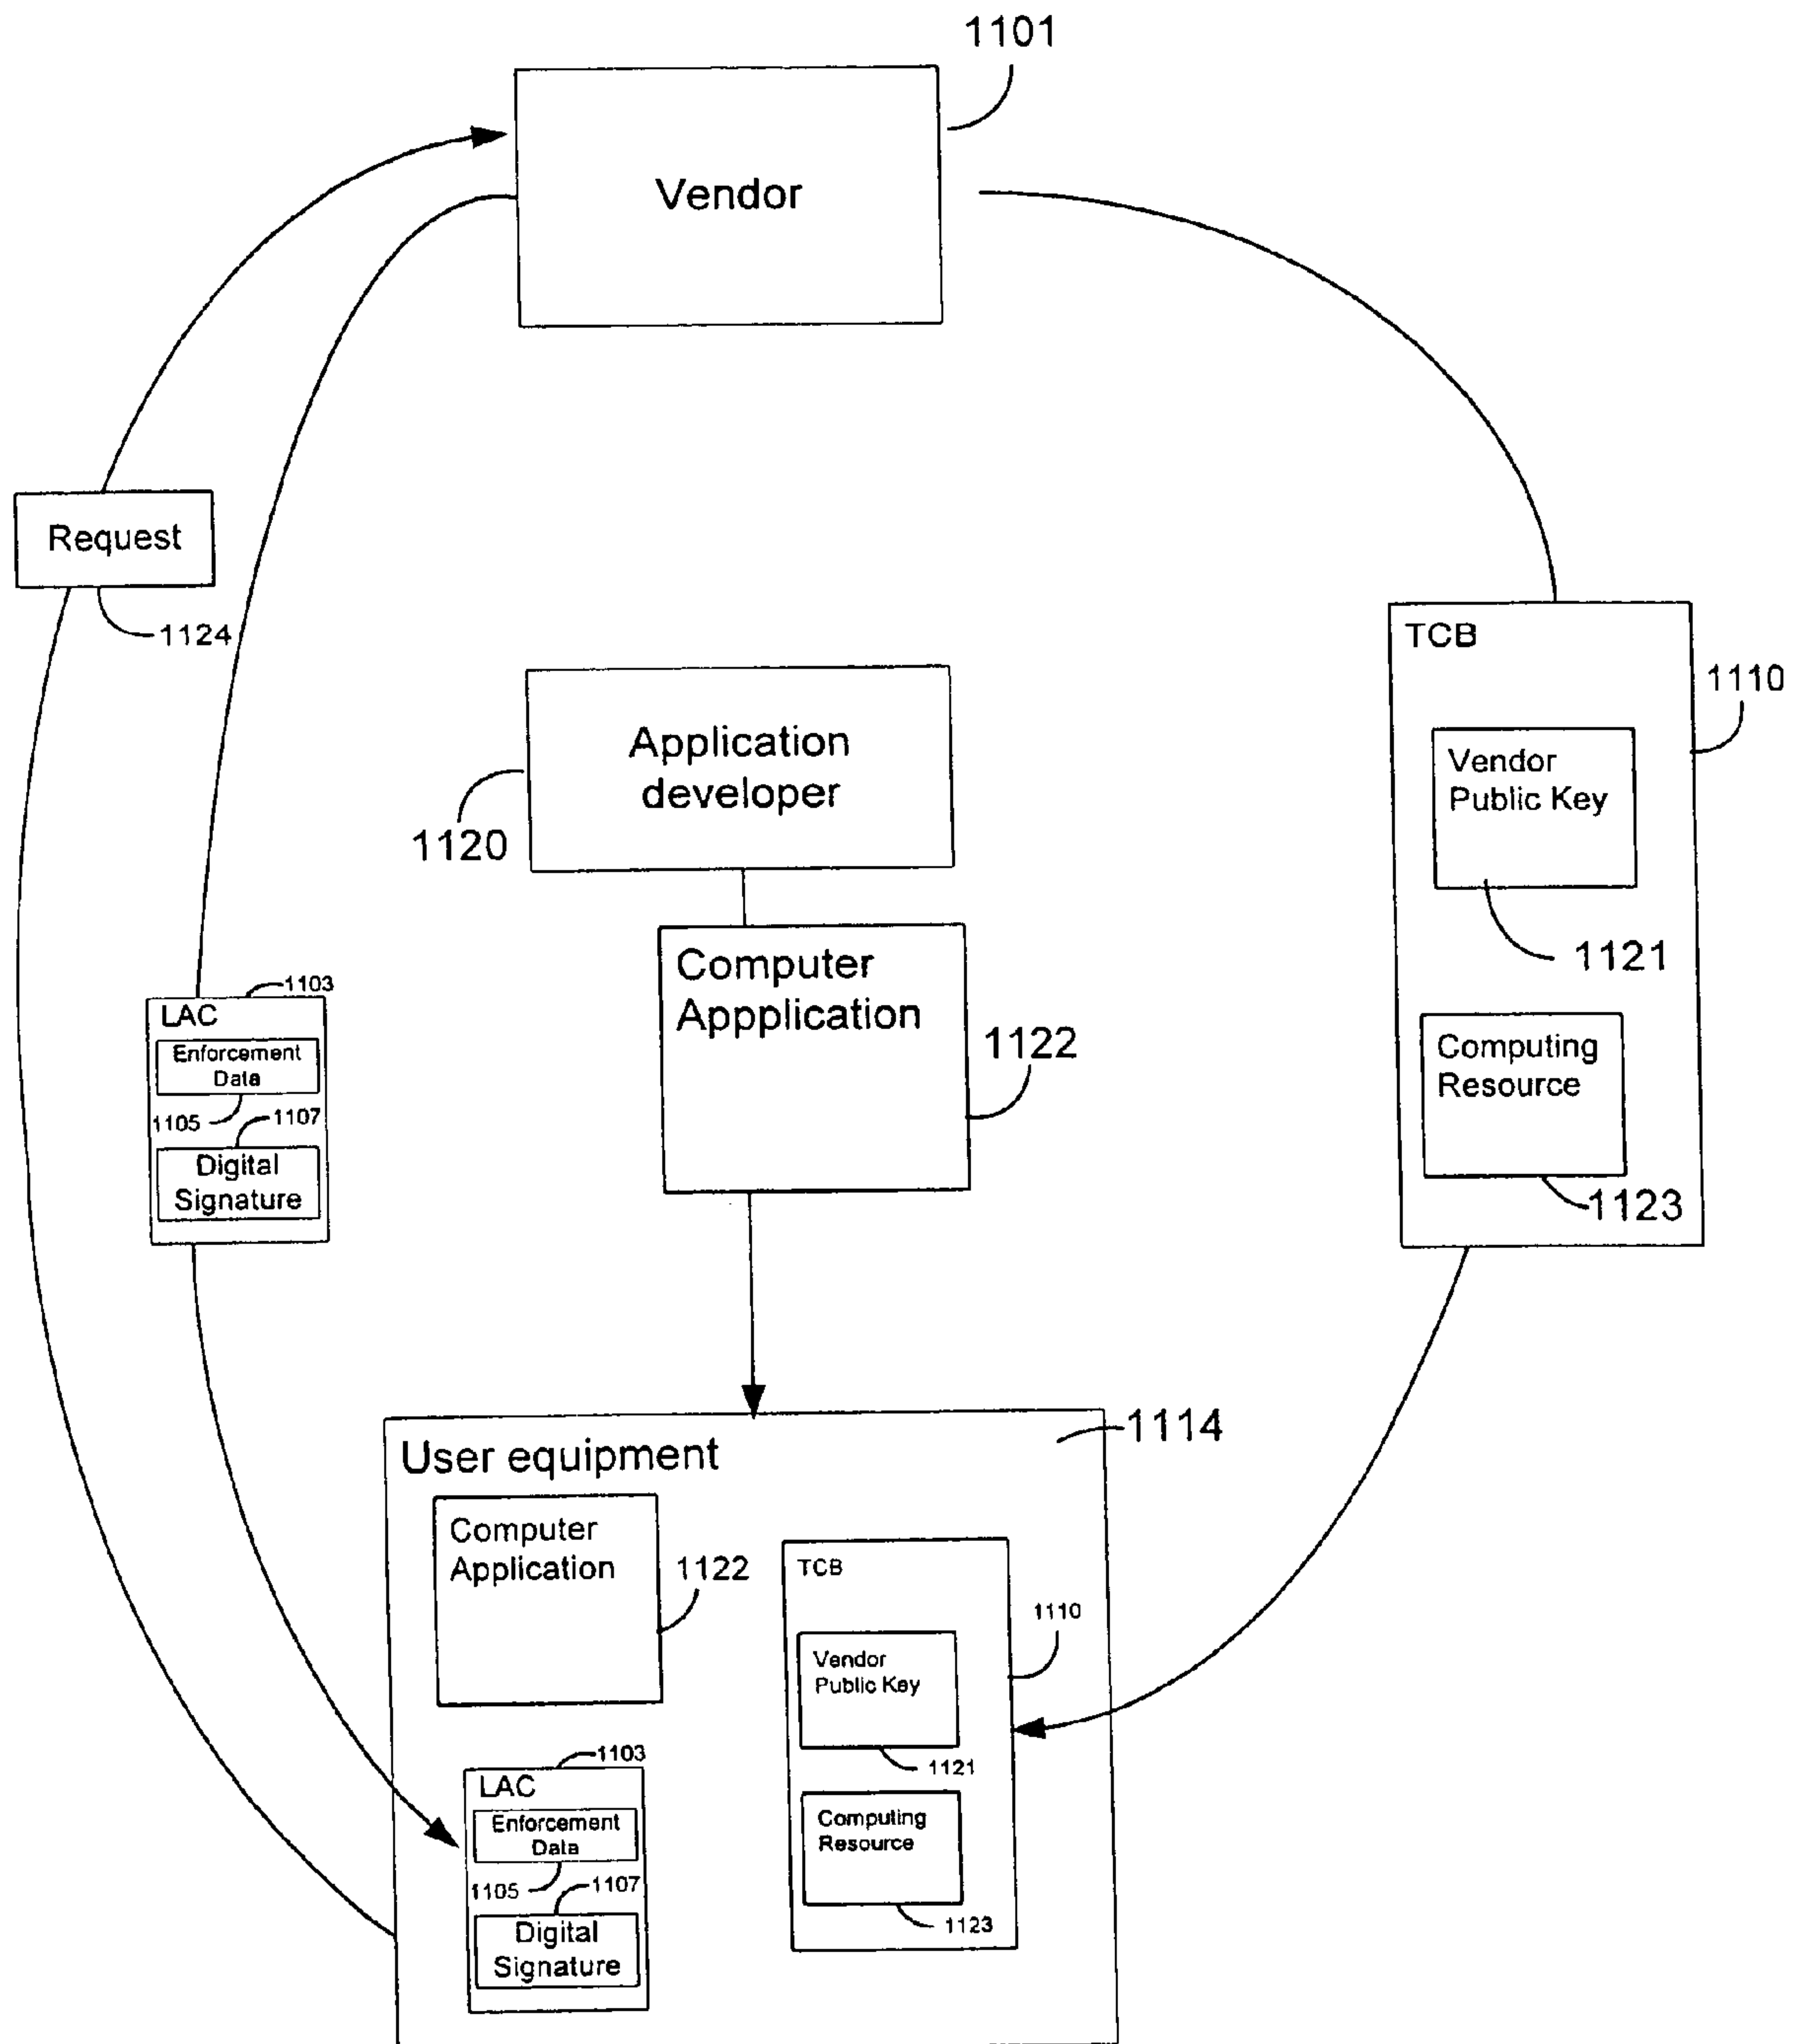 1101
Vendor
Request
1124
TCB
1110
Vendor
Public Key
1121
Computing
Resource
1123
Application
developer
1120
Computer
Appplication
1122
1103
LAC
Enforcement
Data
1105
1107
Digital
Signature
1114
User equipment
Computer
Application
1122
TCB
1110
Vendor
Public Key
1121
Computing
Resource
1123
1103
LAC
Enforcement
Data
1105
1107
Digital
Signature